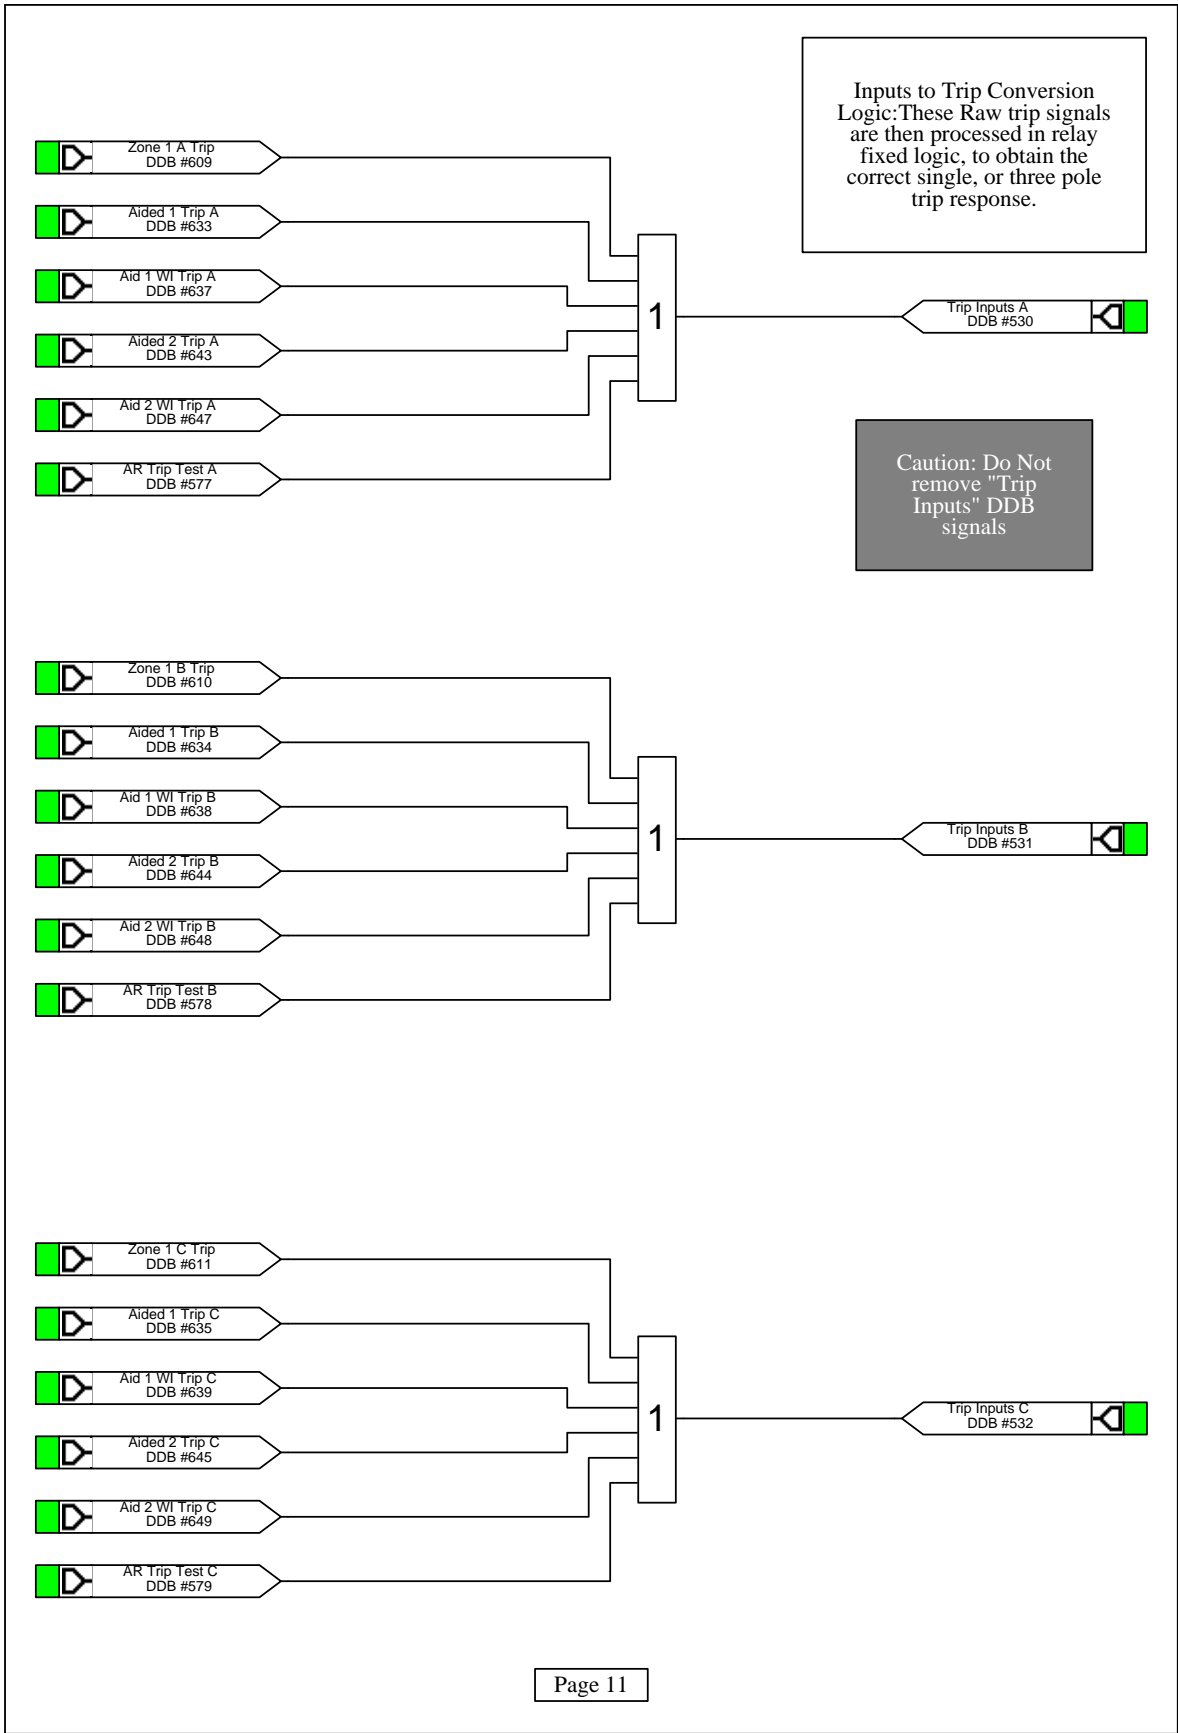 Inputs to Trip Conversion
Logic:These Raw trip signals
are then processed in relay
fixed logic, to obtain the
correct single, or three pole
trip response.
Zone 1 A Trip
DDB #609
Aided 1 Trip A
DDB #633
Aid 1 WI Trip A
DDB #637
Aided 2 Trip A
DDB #643
Aid 2 WI Trip A
DDB #647
AR Trip Test A
DDB #577
1
Trip Inputs A
DDB #530
Caution: Do Not
remove "Trip
Inputs" DDB
signals
Zone 1 B Trip
DDB #610
Aided 1 Trip B
DDB #634
Aid 1 WI Trip B
DDB #638
Aided 2 Trip B
DDB #644
Aid 2 WI Trip B
DDB #648
AR Trip Test B
DDB #578
1
Trip Inputs B
DDB #531
Zone 1 C Trip
DDB #611
Aided 1 Trip C
DDB #635
Aid 1 WI Trip C
DDB #639
Aided 2 Trip C
DDB #645
Aid 2 WI Trip C
DDB #649
AR Trip Test C
DDB #579
1
Trip Inputs C
DDB #532
Page 11